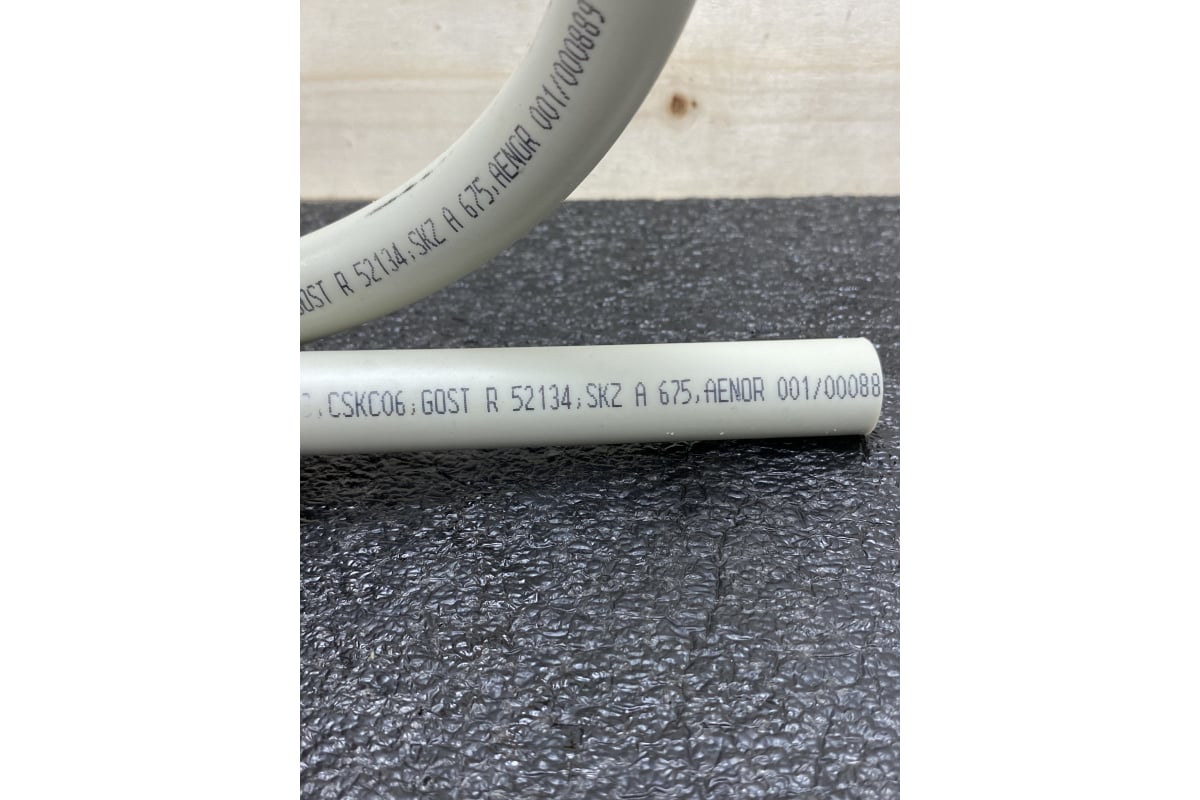 GOST R 52134;SKZ A 675,AENOR 001/000889
,CSKC06;GOST R 52134;SKZ A 675,AENOR 001/00088